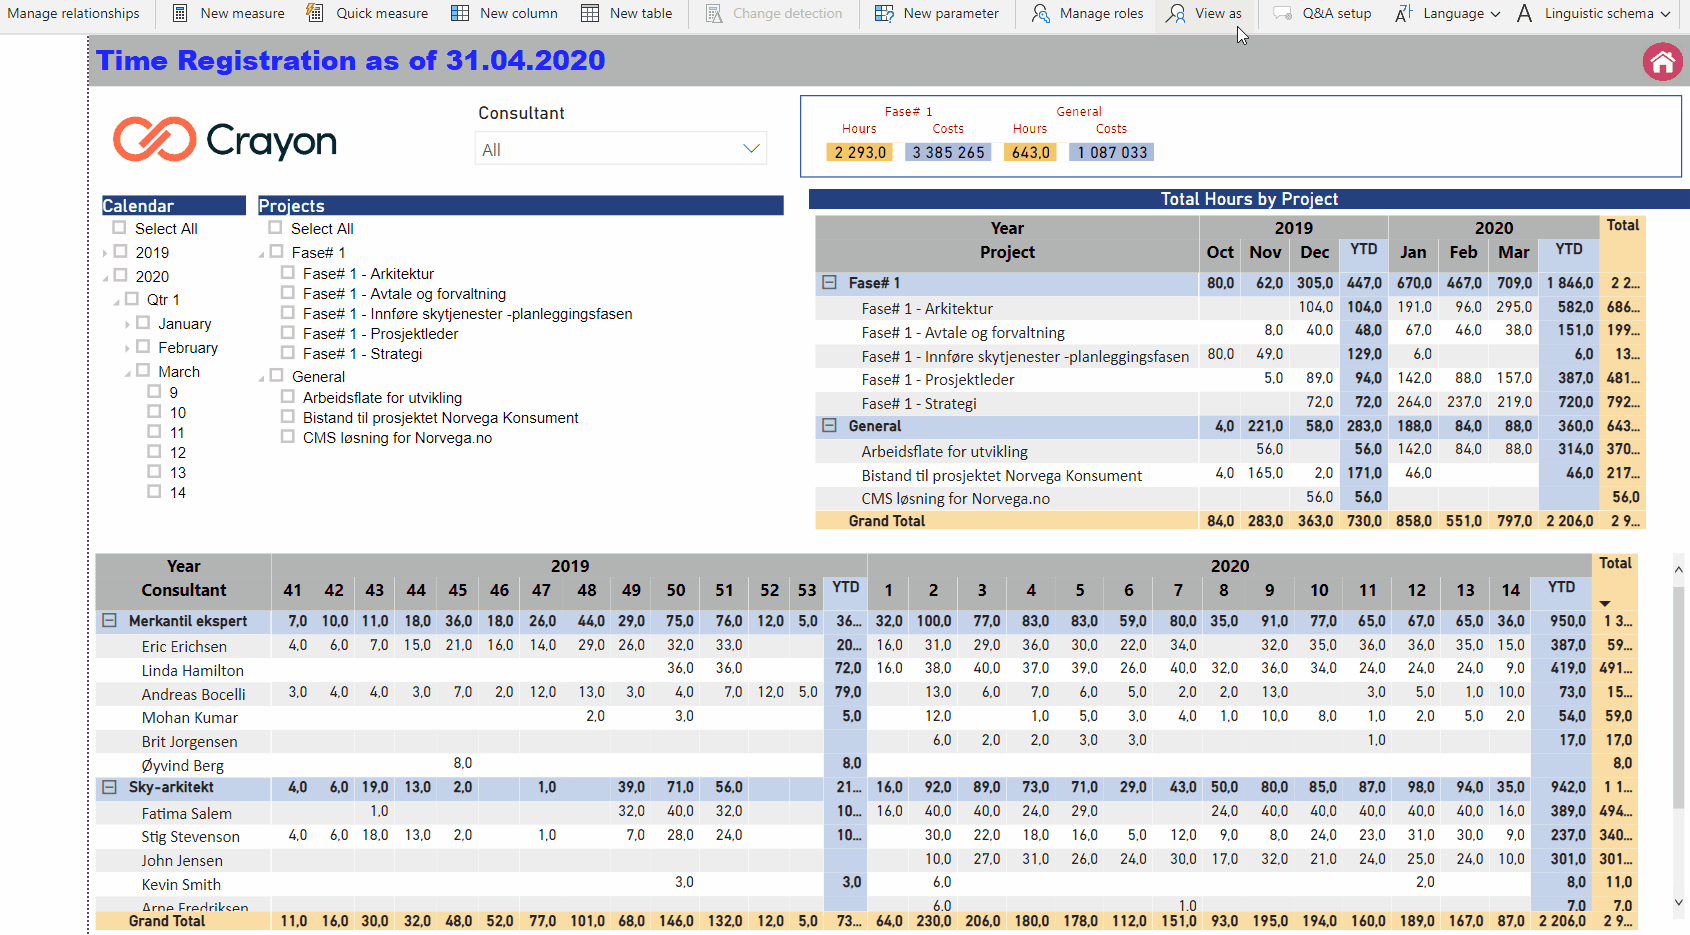 Manage relationships New measure Quick measure New column New table Change detection New parameter Manage roles View as Q&A setup Language Linguistic schema
Time Registration as of 31.04.2020
Crayon
Consultant
All
Fase# 1 General
Hours Costs Hours Costs
2 293,0 3 385 265 643,0 1 087 033
Calendar
Select All
2019
2020
Qtr 1
January
February
March
9
10
11
12
13
14
Projects
Select All
Fase# 1
Fase# 1 - Arkitektur
Fase# 1 - Avtale og forvaltning
Fase# 1 - Innføre skytjenester -planleggingsfasen
Fase# 1 - Prosjektleder
Fase# 1 - Strategi
General
Arbeidsflate for utvikling
Bistand til prosjektet Norvega Konsument
CMS løsning for Norvega.no
Total Hours by Project
Year 2019 2020 Total
Project Oct Nov Dec YTD Jan Feb Mar YTD
Fase# 1 80,0 62,0 305,0 447,0 670,0 467,0 709,0 1 846,0 2 2...
Fase# 1 - Arkitektur 104,0 104,0 191,0 96,0 295,0 582,0 686...
Fase# 1 - Avtale og forvaltning 8,0 40,0 48,0 67,0 46,0 38,0 151,0 199...
Fase# 1 - Innføre skytjenester -planleggingsfasen 80,0 49,0 129,0 6,0 6,0 13...
Fase# 1 - Prosjektleder 5,0 89,0 94,0 142,0 88,0 157,0 387,0 481...
Fase# 1 - Strategi 72,0 72,0 264,0 237,0 219,0 720,0 792...
General 4,0 221,0 58,0 283,0 188,0 84,0 88,0 360,0 643...
Arbeidsflate for utvikling 56,0 56,0 142,0 84,0 88,0 314,0 370...
Bistand til prosjektet Norvega Konsument 4,0 165,0 2,0 171,0 46,0 46,0 217...
CMS løsning for Norvega.no 56,0 56,0 56,0
Grand Total 84,0 283,0 363,0 730,0 858,0 551,0 797,0 2 206,0 2 9...
Year 2019 2020 Total
Consultant 41 42 43 44 45 46 47 48 49 50 51 52 53 YTD 1 2 3 4 5 6 7 8 9 10 11 12 13 14 YTD
Merkantil ekspert 7,0 10,0 11,0 18,0 36,0 18,0 26,0 44,0 29,0 75,0 76,0 12,0 5,0 36... 32,0 100,0 77,0 83,0 83,0 59,0 80,0 35,0 91,0 77,0 65,0 67,0 65,0 36,0 950,0 1 3...
Eric Erichsen 4,0 6,0 7,0 15,0 21,0 16,0 14,0 29,0 26,0 32,0 33,0 20... 16,0 31,0 29,0 36,0 30,0 22,0 34,0 32,0 35,0 36,0 36,0 35,0 15,0 387,0 59...
Linda Hamilton 36,0 36,0 72,0 16,0 38,0 40,0 37,0 39,0 26,0 40,0 32,0 36,0 34,0 24,0 24,0 24,0 9,0 419,0 491...
Andreas Bocelli 3,0 4,0 4,0 3,0 7,0 2,0 12,0 13,0 3,0 4,0 7,0 12,0 5,0 79,0 13,0 6,0 7,0 6,0 5,0 2,0 2,0 13,0 3,0 5,0 1,0 10,0 73,0 15...
Mohan Kumar 2,0 3,0 5,0 12,0 1,0 5,0 3,0 4,0 1,0 10,0 8,0 1,0 2,0 5,0 2,0 54,0 59,0
Brit Jorgensen 6,0 2,0 2,0 3,0 3,0 1,0 17,0 17,0
Øyvind Berg 8,0 8,0 8,0
Sky-arkitekt 4,0 6,0 19,0 13,0 2,0 1,0 39,0 71,0 56,0 21... 16,0 92,0 89,0 73,0 71,0 29,0 43,0 50,0 80,0 85,0 87,0 98,0 94,0 35,0 942,0 1 1...
Fatima Salem 1,0 32,0 40,0 32,0 10... 16,0 40,0 40,0 24,0 29,0 24,0 40,0 40,0 40,0 40,0 40,0 16,0 389,0 494...
Stig Stevenson 4,0 6,0 18,0 13,0 2,0 1,0 7,0 28,0 24,0 10... 30,0 22,0 18,0 16,0 5,0 12,0 9,0 8,0 24,0 23,0 31,0 30,0 9,0 237,0 340...
John Jensen 10,0 27,0 31,0 26,0 24,0 30,0 17,0 32,0 21,0 24,0 25,0 24,0 10,0 301,0 301...
Kevin Smith 3,0 3,0 6,0 2,0 8,0 11,0
Arne Fredriksen 6,0 1,0 7,0 7,0
Grand Total 11,0 16,0 30,0 32,0 48,0 52,0 77,0 101,0 68,0 146,0 132,0 12,0 5,0 73... 64,0 230,0 206,0 180,0 178,0 112,0 151,0 93,0 195,0 194,0 160,0 189,0 167,0 87,0 2 206,0 2 9...